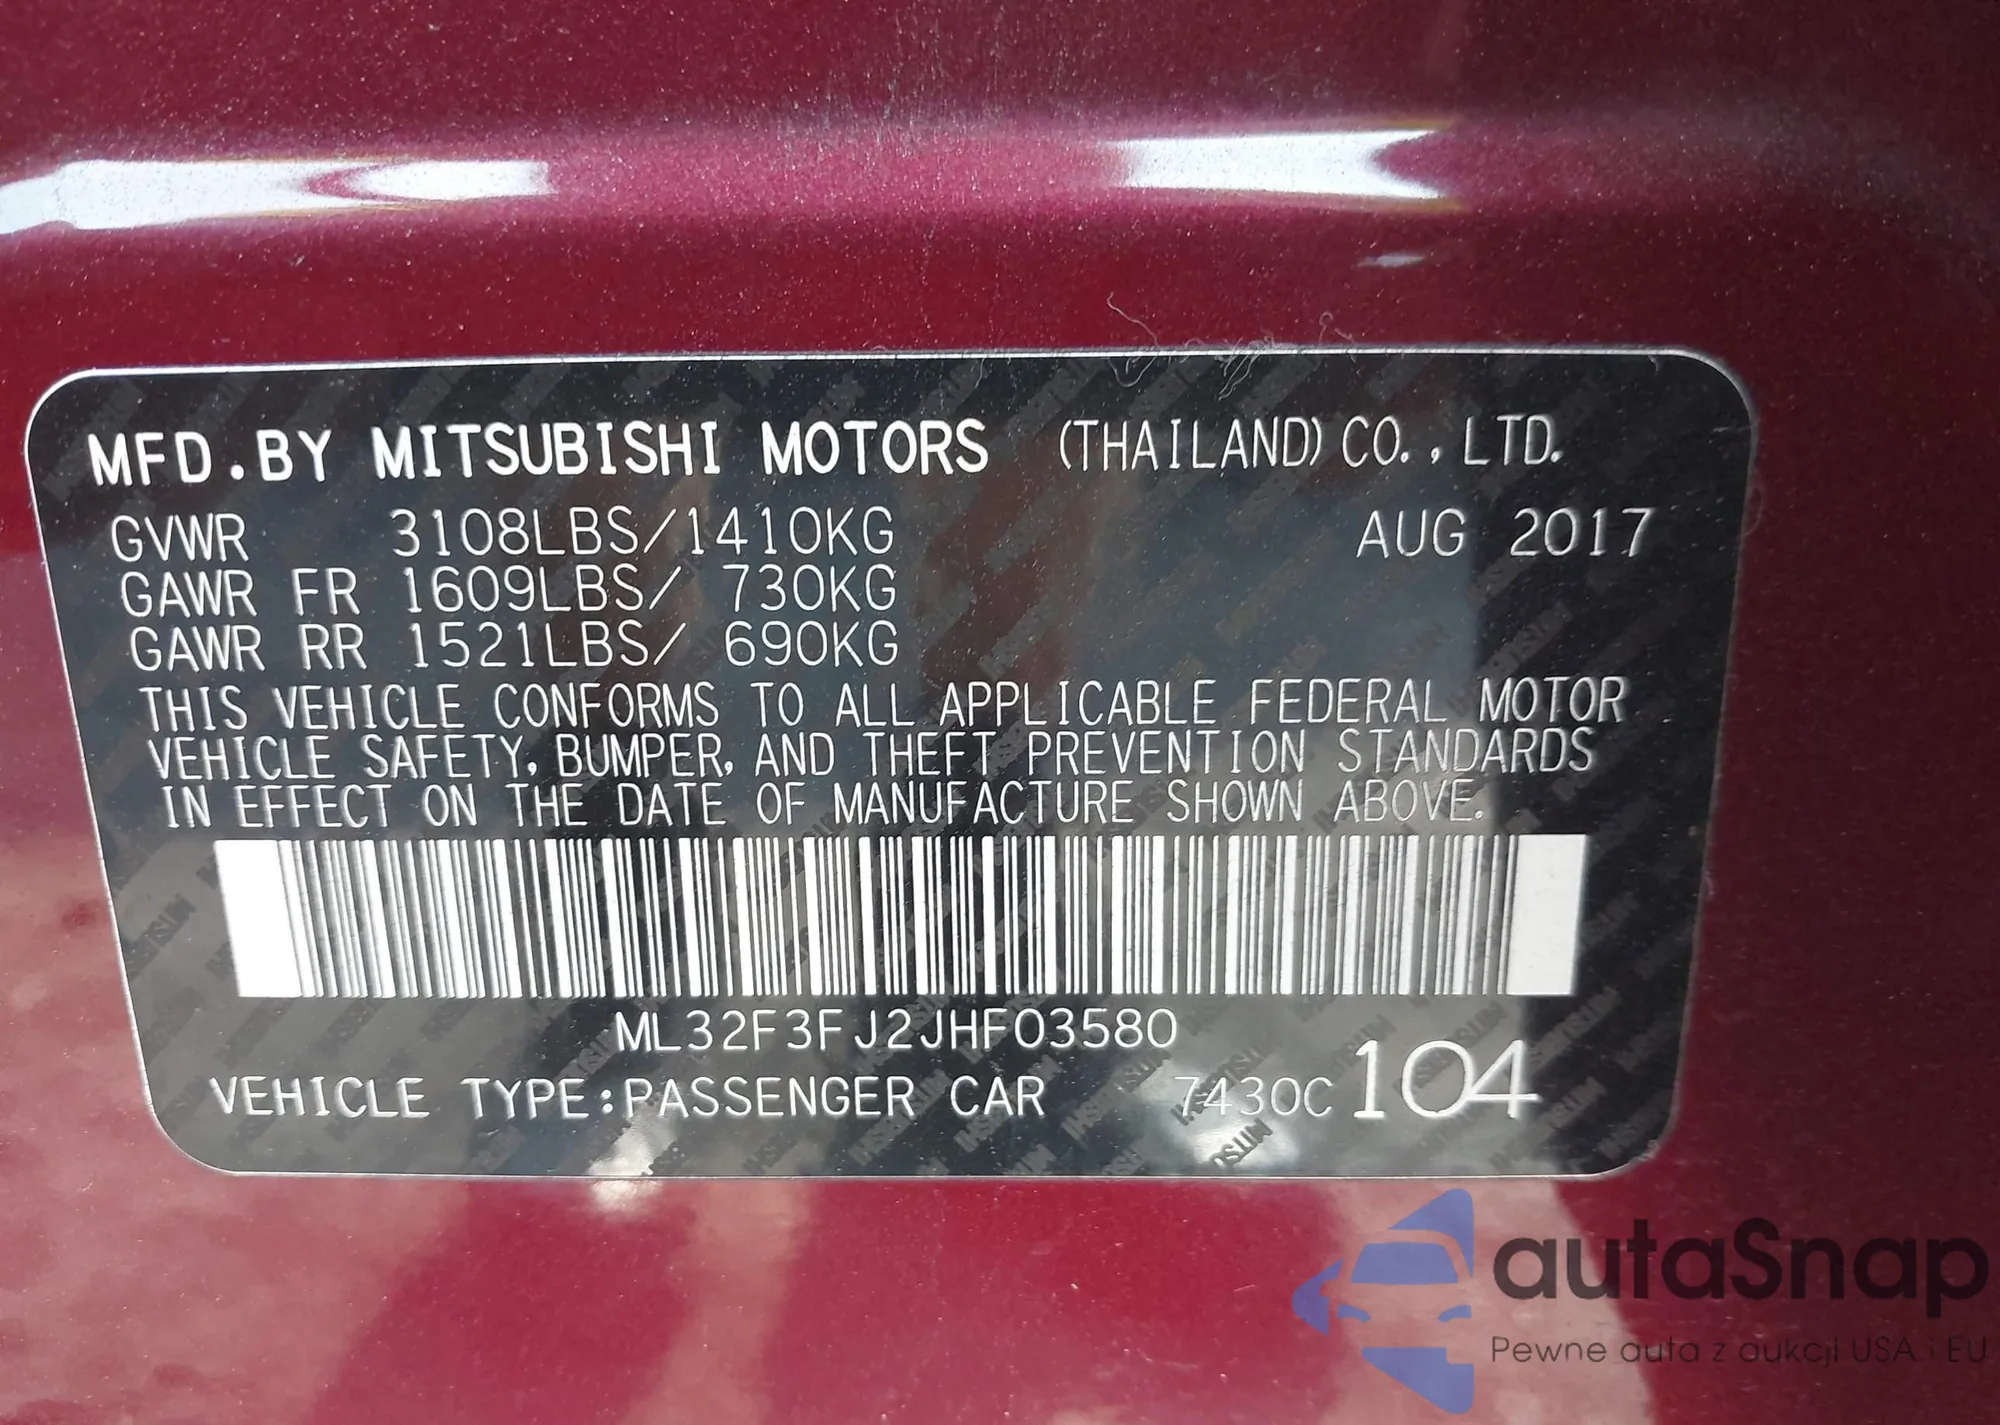 MFD.BY MITSUBISHI MOTORS (THAILAND) CO.,LTD.
GVWR 3108LBS/1410KG AUG 2017
GAWR FR 1609LBS/ 730KG
GAWR RR 1521LBS/ 690KG
THIS VEHICLE CONFORMS TO ALL APPLICABLE FEDERAL MOTOR
VEHICLE SAFETY, BUMPER, AND THEFT PREVENTION STANDARDS
IN EFFECT ON THE DATE OF MANUFACTURE SHOWN ABOVE.
ML32F3FJ2JHF03580
VEHICLE TYPE:PASSENGER CAR 7430C 104
autaSnap
Pewne auta z aukcji USA i EU